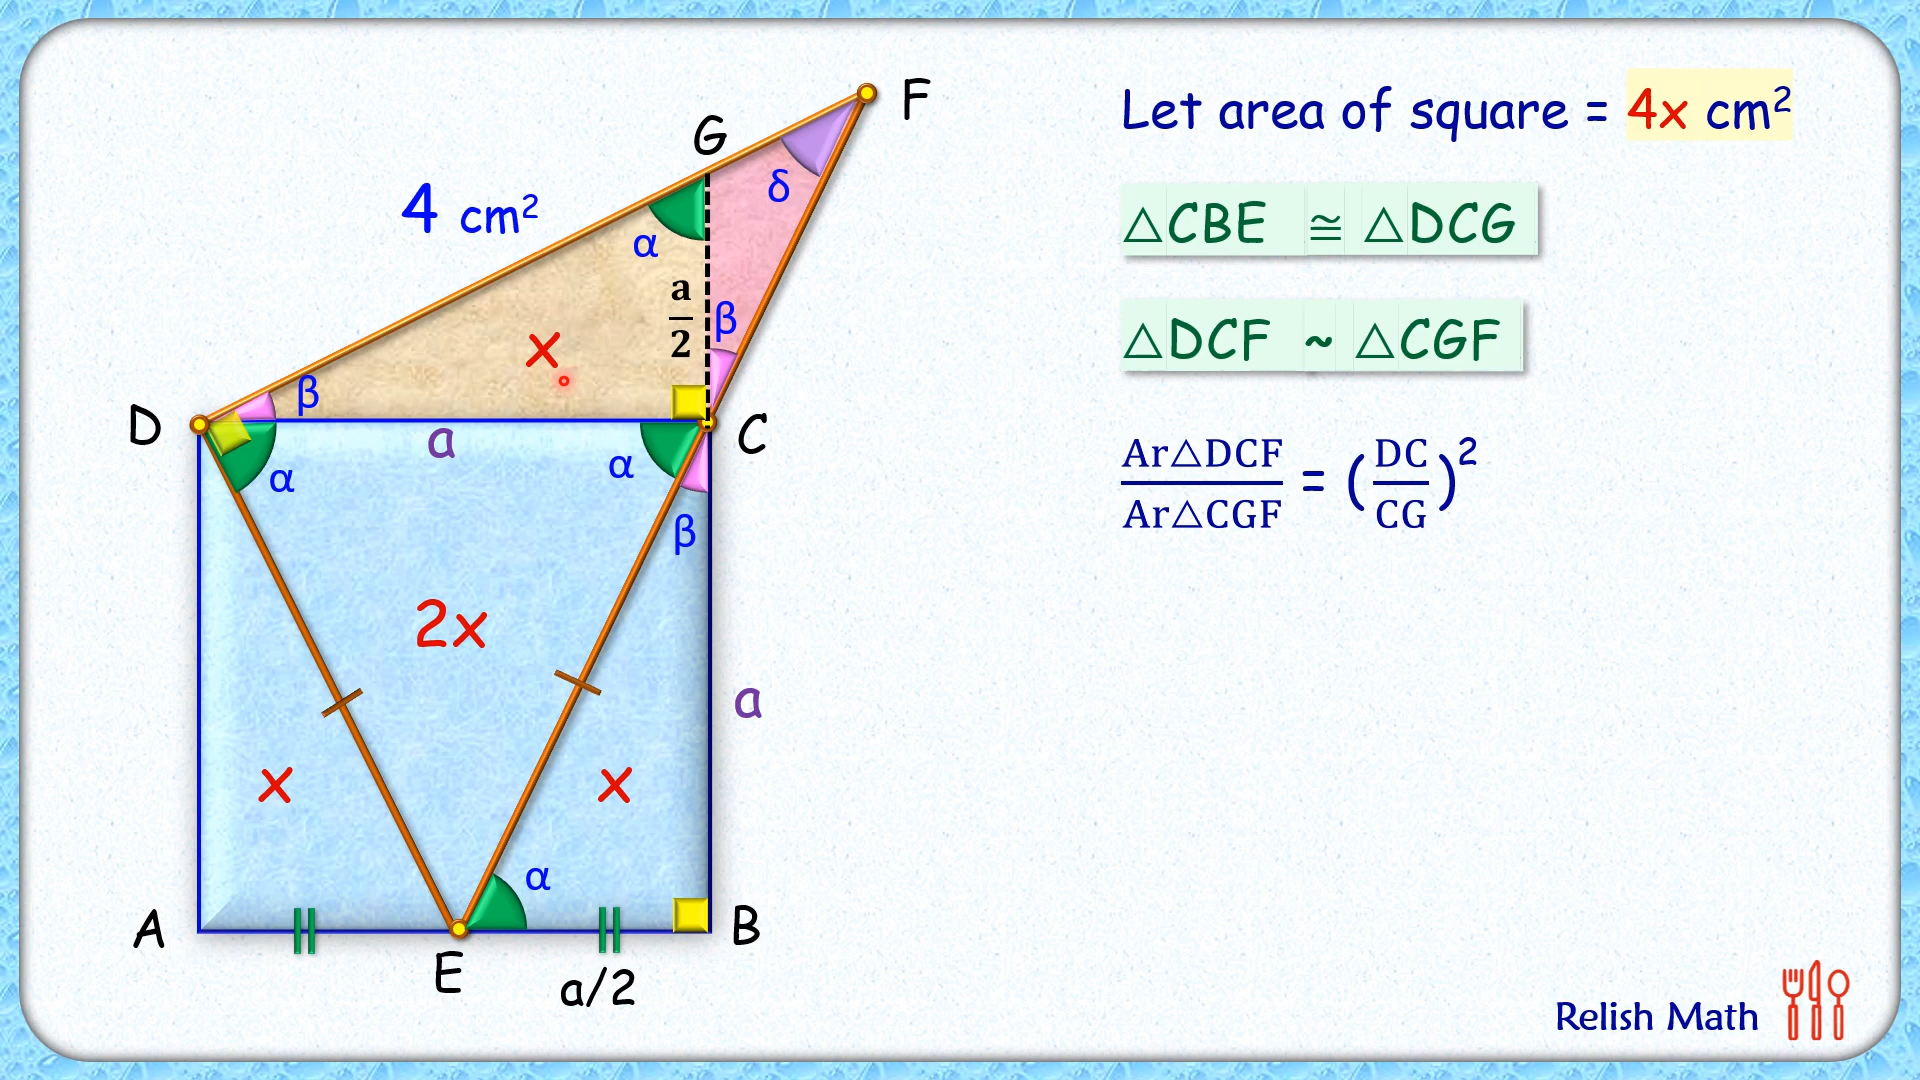 F
G
δ
4 cm²
α
a
2
β
x
β
D
a
C
α
α
β
2x
a
x
x
α
A
B
E
a/2
Let area of square = 4x cm²
△CBE ≅ △DCG
△DCF ~ △CGF
Ar△DCF/Ar△CGF = (DC/CG)²
Relish Math